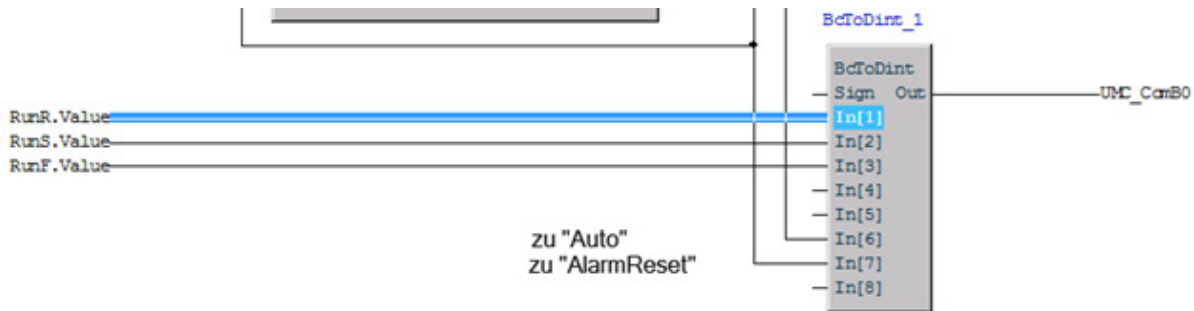 BcToDint_1
BcToDint
Sign Out
UMC_ComB0
RunR.Value
In[1]
RunS.Value
In[2]
RunF.Value
In[3]
In[4]
In[5]
zu "Auto"
In[6]
zu "AlarmReset"
In[7]
In[8]